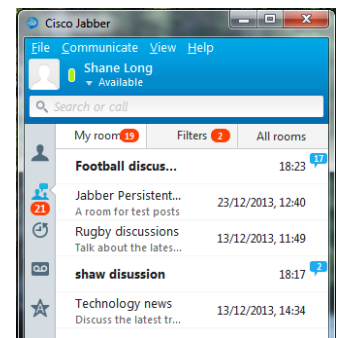 Cisco Jabber
File Communicate View Help
Shane Long
Available
Search or call
My room 19 Filters 2 All rooms
Football discus... 18:23 17
21
Jabber Persistent... 23/12/2013, 12:40
A room for test posts
Rugby discussions 13/12/2013, 11:49
Talk about the lates...
shaw disussion 18:17 2
Technology news 13/12/2013, 14:34
Discuss the latest tr...